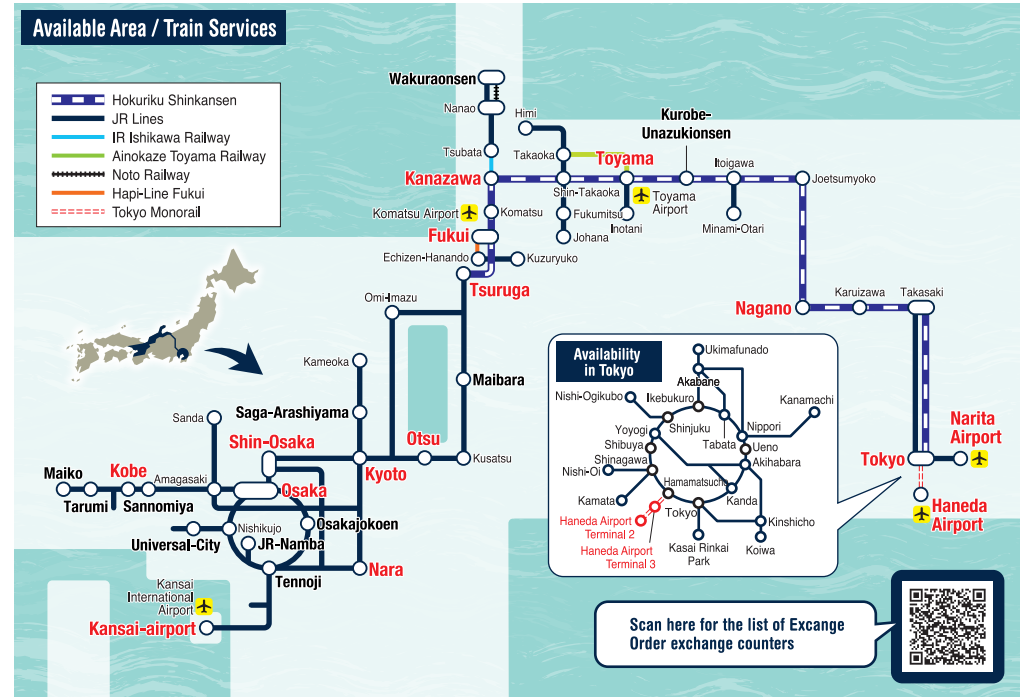 Available Area / Train Services
Hokuriku Shinkansen
JR Lines
IR Ishikawa Railway
Ainokaze Toyama Railway
Noto Railway
Hapi-Line Fukui
Tokyo Monorail
Wakuraonsen
Nanao
Tsubata
Kanazawa
Himi
Takaoka
Toyama
Kurobe-
Unazukionsen
Itoigawa
Joetsumyoko
Shin-Takaoka
Toyama
Airport
Komatsu Airport
Komatsu
Fukumitsu
Inotani
Minami-Otari
Johana
Fukui
Echizen-Hanando
Kuzuryuko
Tsuruga
Omi-Imazu
Nagano
Karuizawa
Takasaki
Kameoka
Maibara
Saga-Arashiyama
Sanda
Shin-Osaka
Otsu
Kyoto
Kusatsu
Maiko
Kobe
Amagasaki
Osaka
Tarumi
Sannomiya
Nishikujo
Osakajokoen
Universal-City
JR-Namba
Tennoji
Nara
Kansai
International
Airport
Kansai-airport
Availability
in Tokyo
Ukimafunado
Akabane
Nishi-Ogikubo
Ikebukuro
Kanamachi
Shinjuku
Nippori
Yoyogi
Tabata
Shibuya
Ueno
Shinagawa
Akihabara
Nishi-Oi
Hamamatsucho
Kamata
Kanda
Tokyo
Haneda Airport
Terminal 2
Kinshicho
Haneda Airport
Terminal 3
Kasai Rinkai
Park
Koiwa
Narita
Airport
Tokyo
Haneda
Airport
Scan here for the list of Excange
Order exchange counters